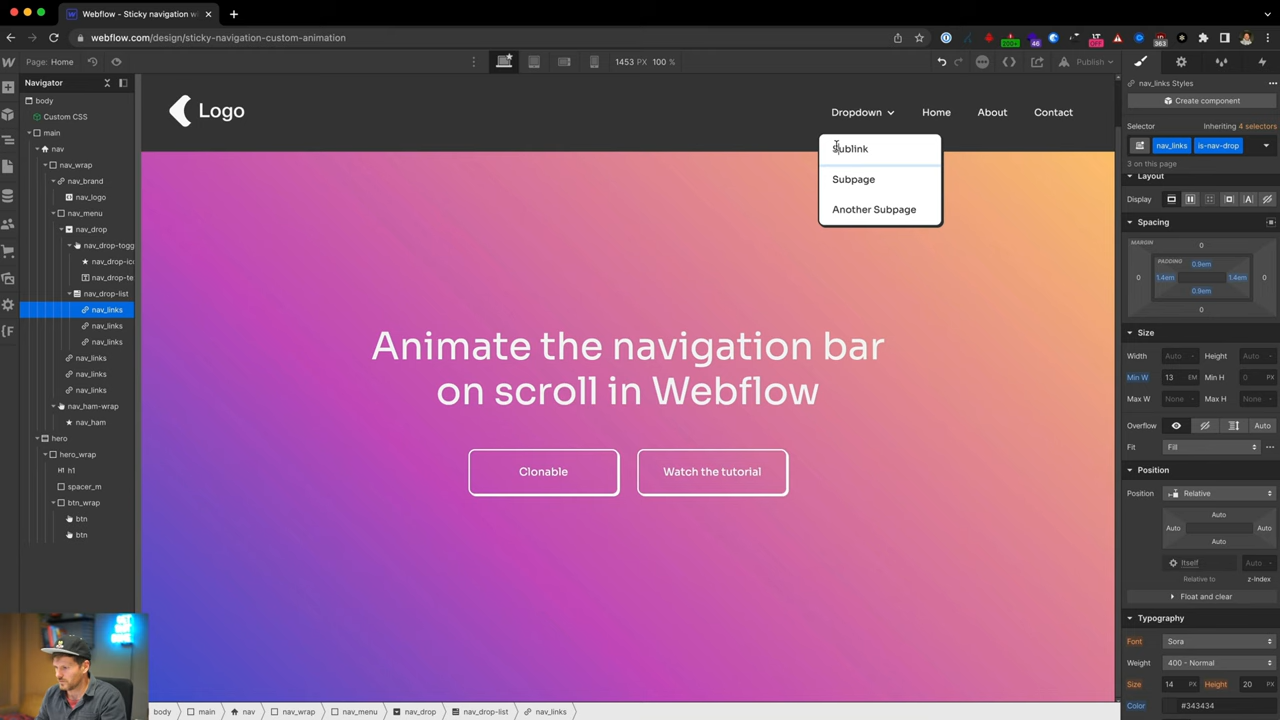 Webflow - Sticky navigation w
webflow.com/design/sticky-navigation-custom-animation
Page: Home
1453 PX 100 %
Publish
Navigator
body
Custom CSS
main
nav
nav_wrap
nav_brand
nav_logo
nav_menu
nav_drop
nav_drop-togg
nav_drop-ico
nav_drop-te
nav_drop-list
nav_links
nav_links
nav_links
nav_links
nav_links
nav_links
nav_ham-wrap
nav_ham
hero
hero_wrap
h1
spacer_m
btn_wrap
btn
btn
Logo
Dropdown
Home
About
Contact
Sublink
Subpage
Another Subpage
Animate the navigation bar
on scroll in Webflow
Clonable
Watch the tutorial
nav_links Styles
Create component
Selector
Inheriting 4 selectors
nav_links
is-nav-drop
3 on this page
Layout
Display
Spacing
MARGIN
0
PADDING
0.9em
0
1.4em
1.4em
0
0.9em
0
Size
Width
Auto
Height
Auto
Min W
13 EM
Min H
0 PX
Max W
None
Max H
None
Overflow
Auto
Fit
Fill
Position
Position
Relative
Auto
Auto
Auto
Auto
Itself
Auto
Relative to
z-Index
Float and clear
Typography
Font
Sora
Weight
400 - Normal
Size
14 PX
Height
20 PX
Color
#343434
body
main
nav
nav_wrap
nav_menu
nav_drop
nav_drop-list
nav_links